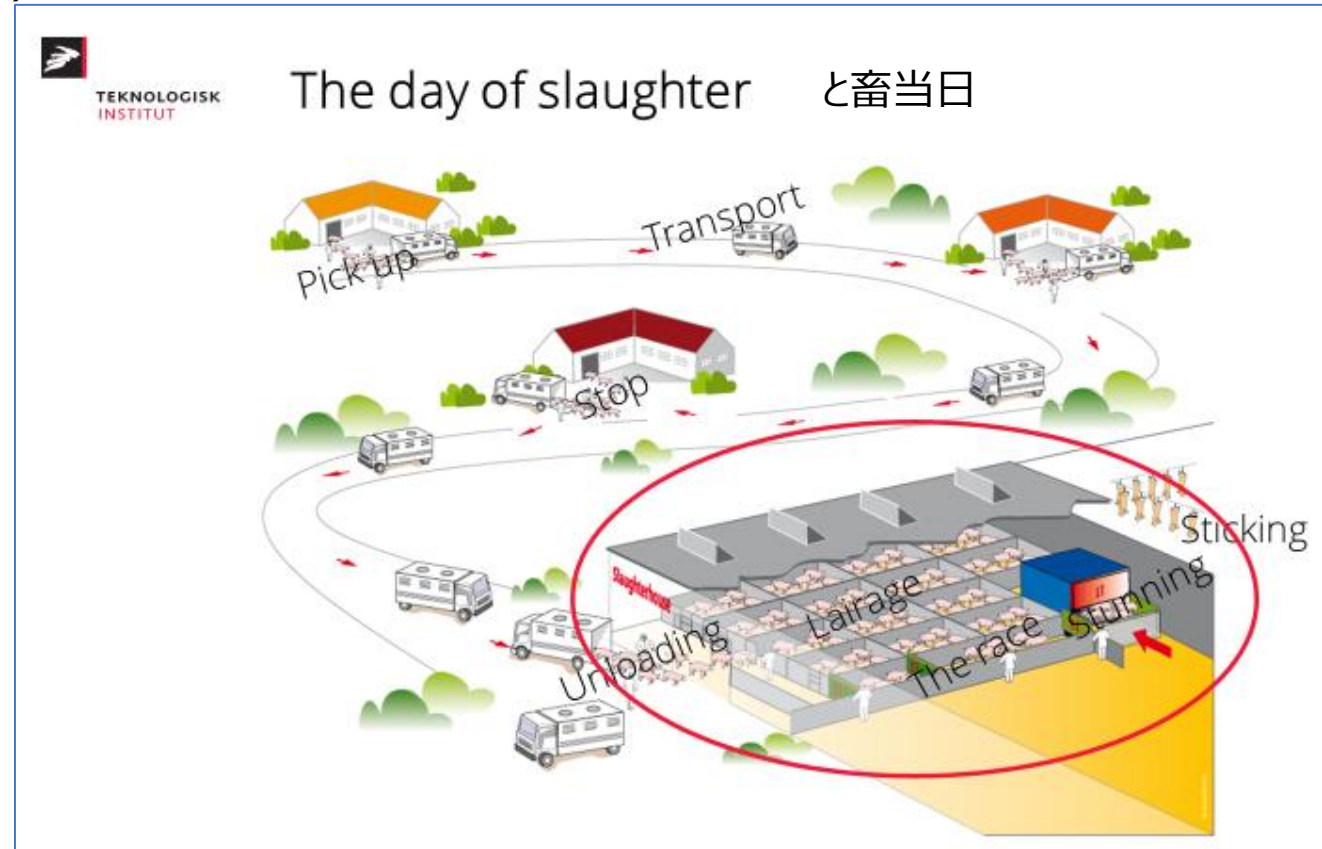 TEKNOLOGISK
INSTITUT
The day of slaughter と畜当日
Transport
Pick up
Stop
Sticking
Slaughterhouse
Stunning
Lairage
The race
Unloading